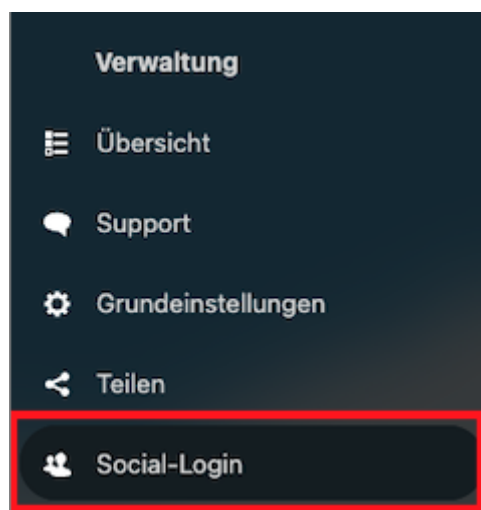 Verwaltung
Übersicht
Support
Grundeinstellungen
Teilen
Social-Login